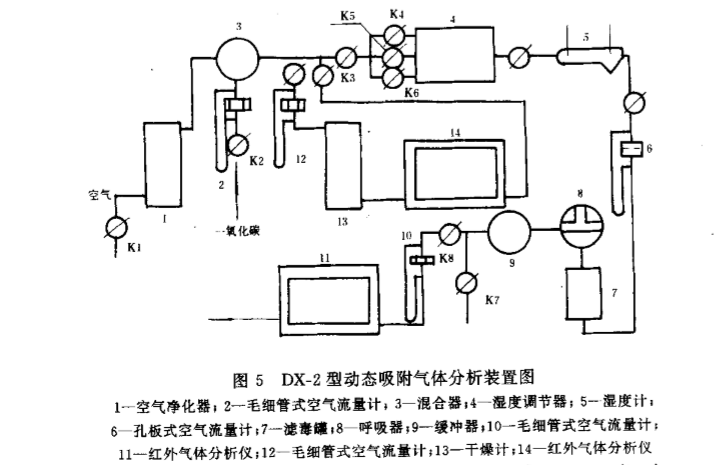 K5
K4
3
4
5
K3
K6
K2
12
14
6
空气
2
1
13
8
K1
一氧化碳
10
11
K8
9
7
K7
图 5 DX-2 型动态吸附气体分析装置图
1—空气净化器；2—毛细管式空气流量计；3—混合器；4—湿度调节器；5—湿度计；
6—孔板式空气流量计；7—滤毒罐；8—呼吸器；9—缓冲器；10—毛细管式空气流量计；
11—红外气体分析仪；12—毛细管式空气流量计；13—干燥计；14—红外气体分析仪